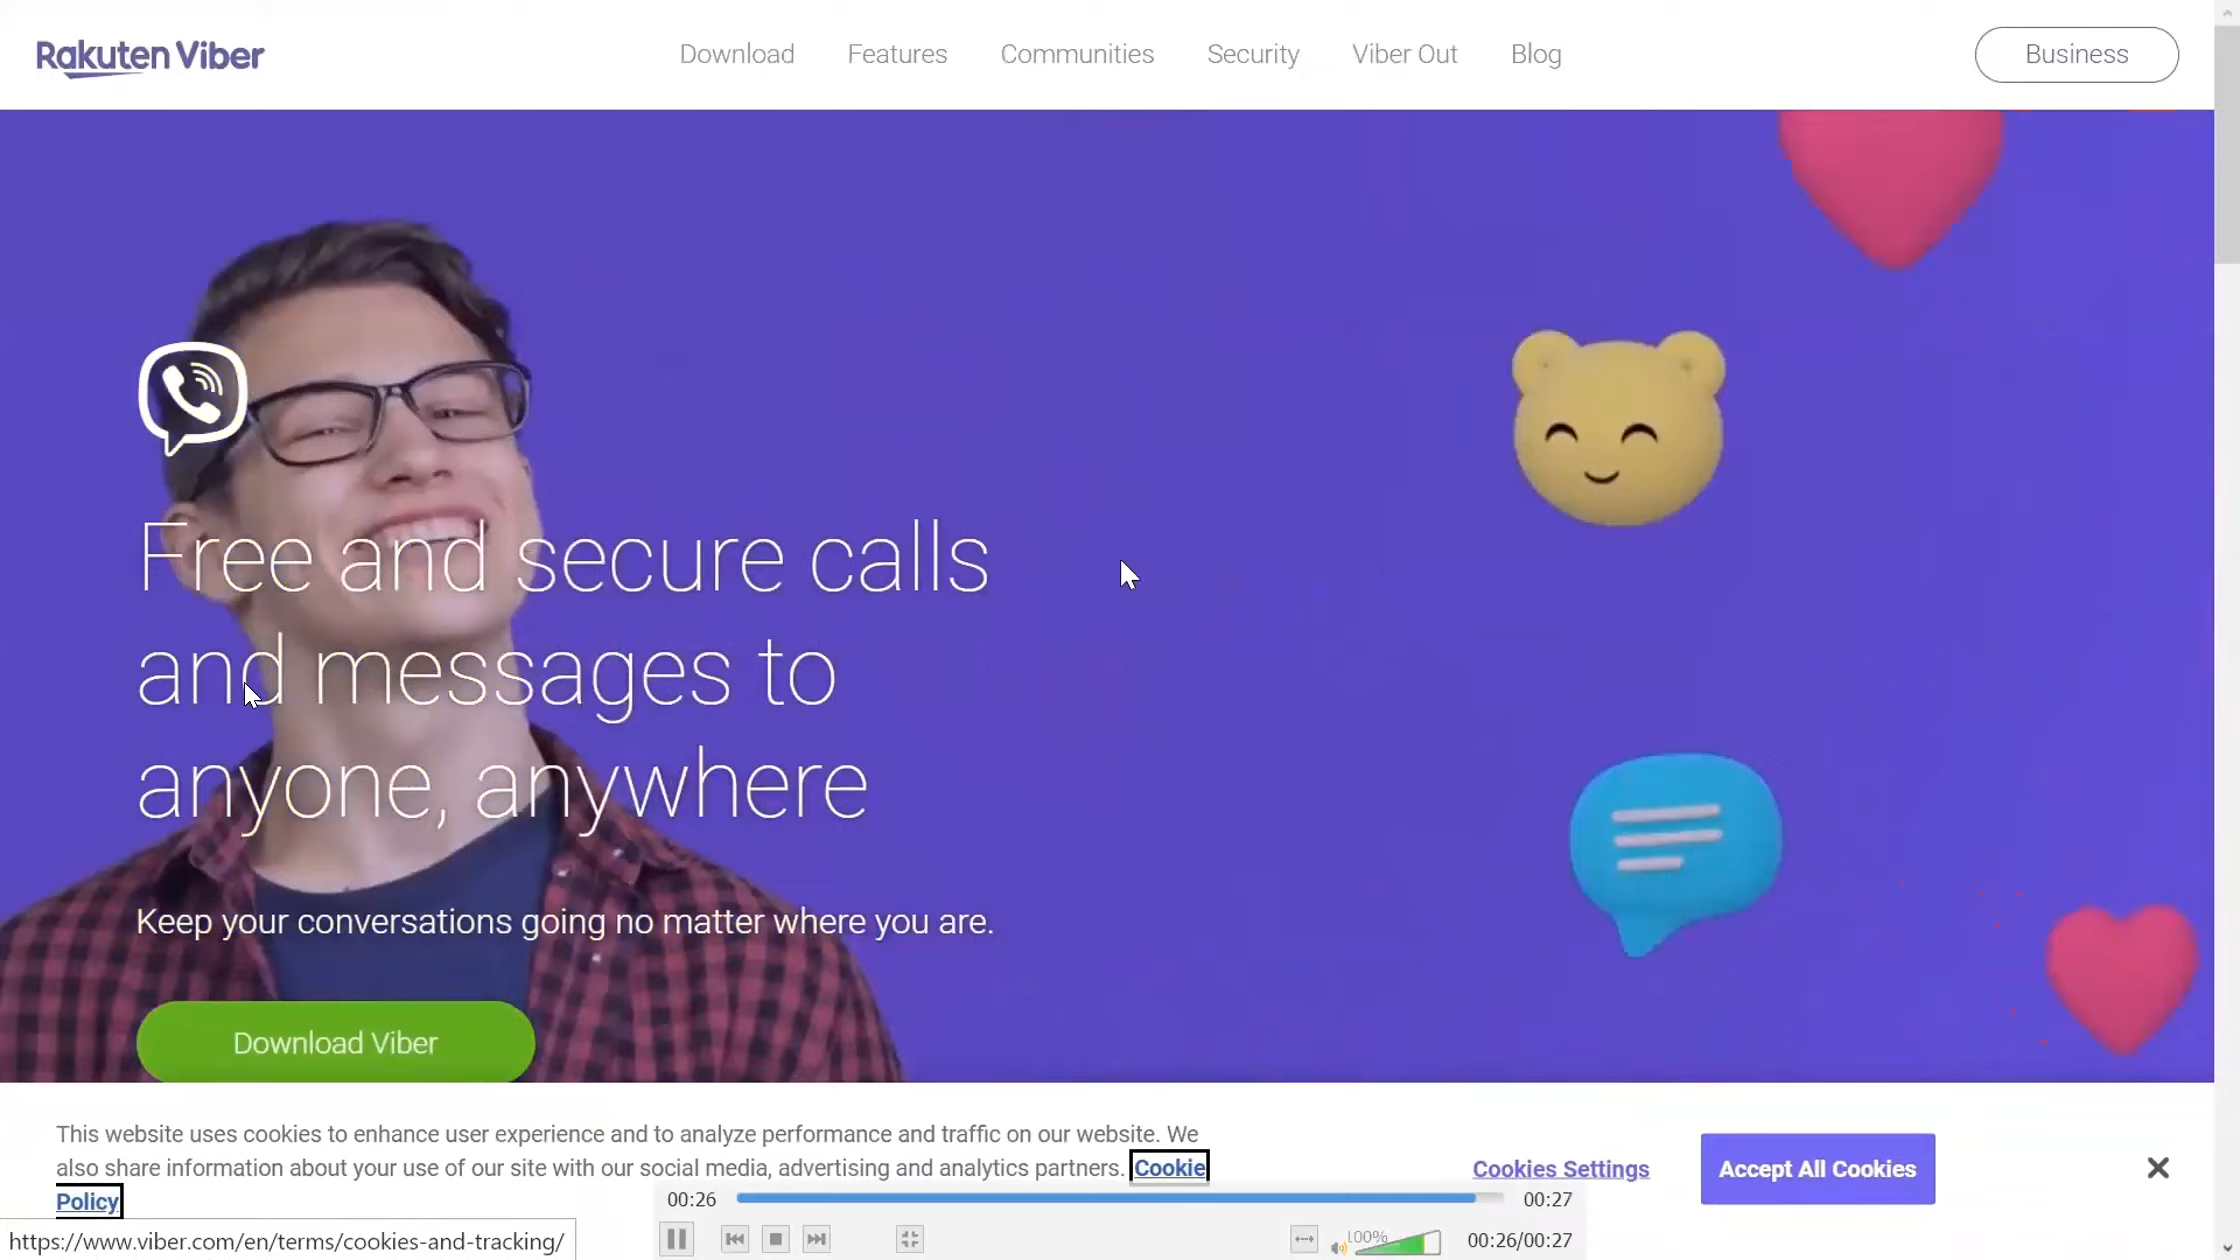 Rakuten Viber
Download Features Communities Security Viber Out Blog
Business
Free and secure calls
and messages to
anyone, anywhere
Keep your conversations going no matter where you are.
Download Viber
This website uses cookies to enhance user experience and to analyze performance and traffic on our website. We
also share information about your use of our site with our social media, advertising and analytics partners. Cookie
Policy
Cookies Settings
Accept All Cookies
00:26
00:27
100%
00:26/00:27
https://www.viber.com/en/terms/cookies-and-tracking/